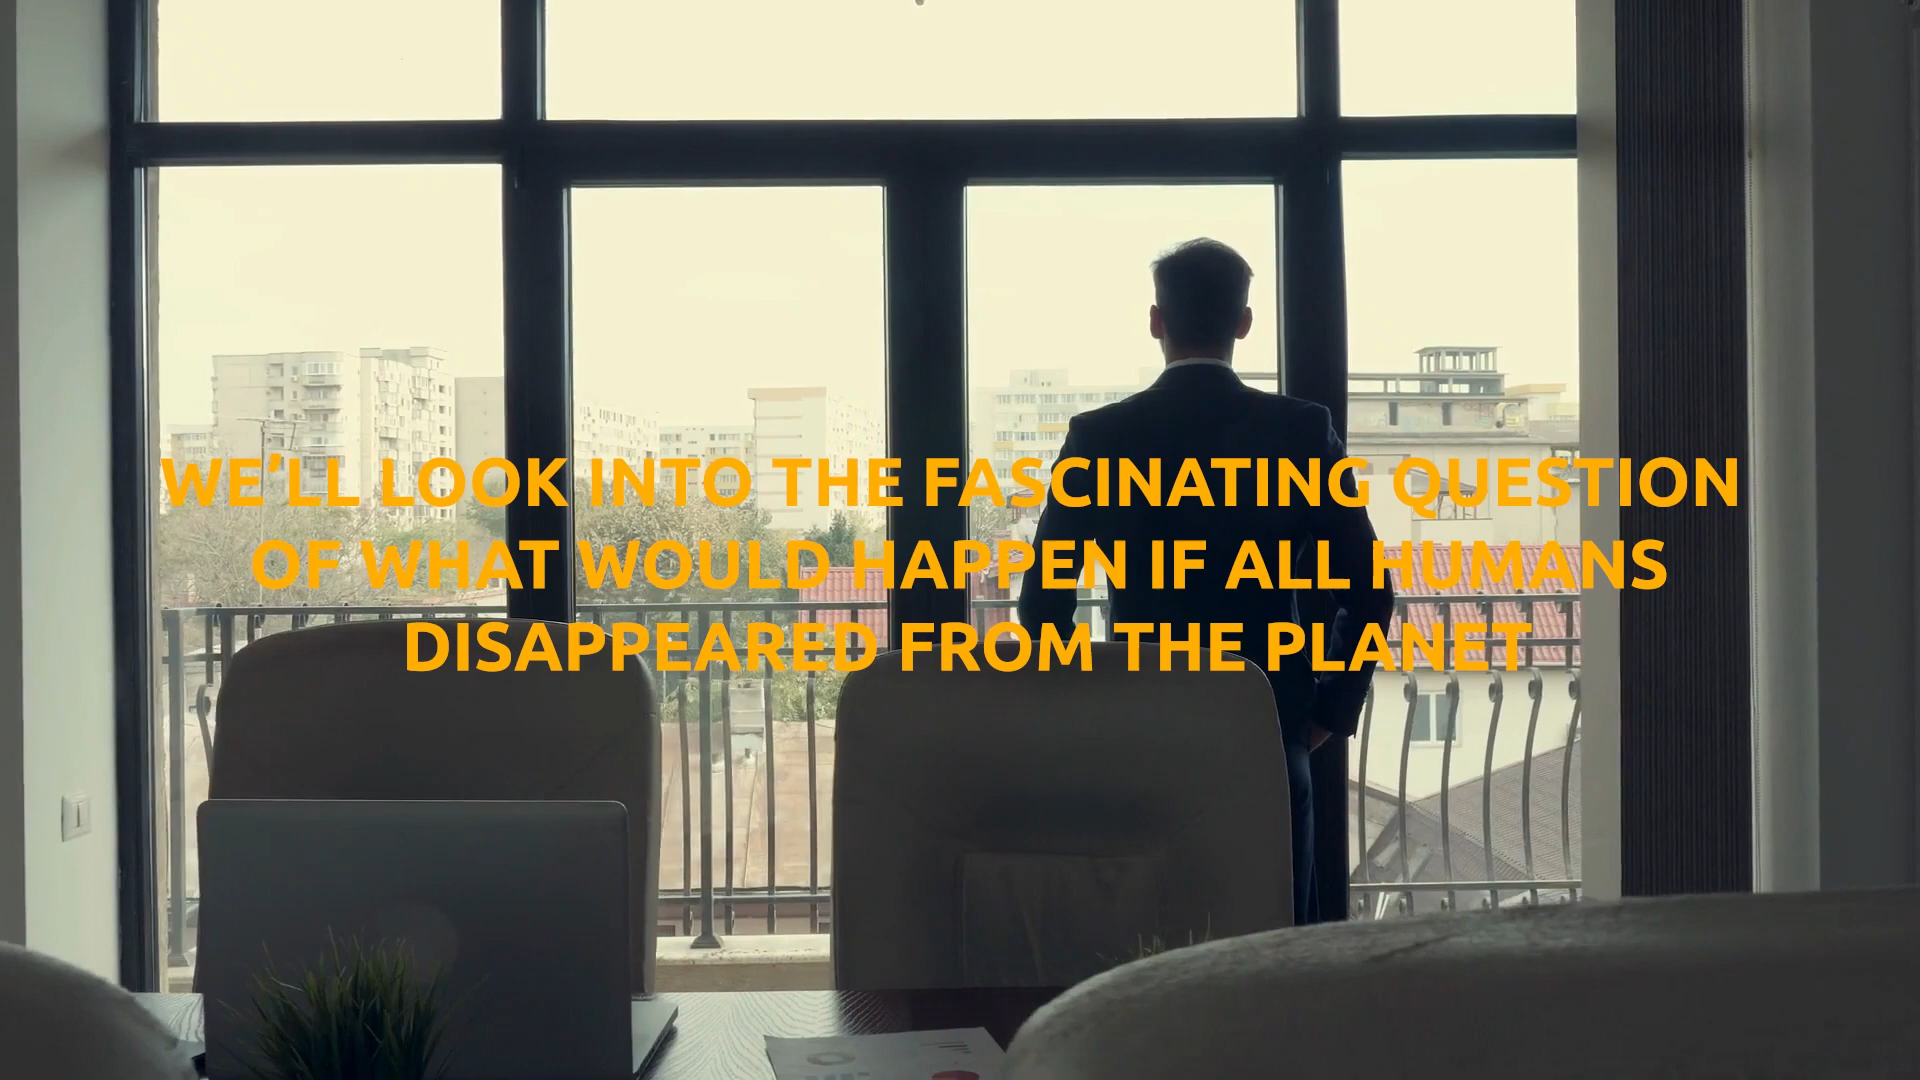 WE’LL LOOK INTO THE FASCINATING QUESTION
OF WHAT WOULD HAPPEN IF ALL HUMANS
DISAPPEARED FROM THE PLANET